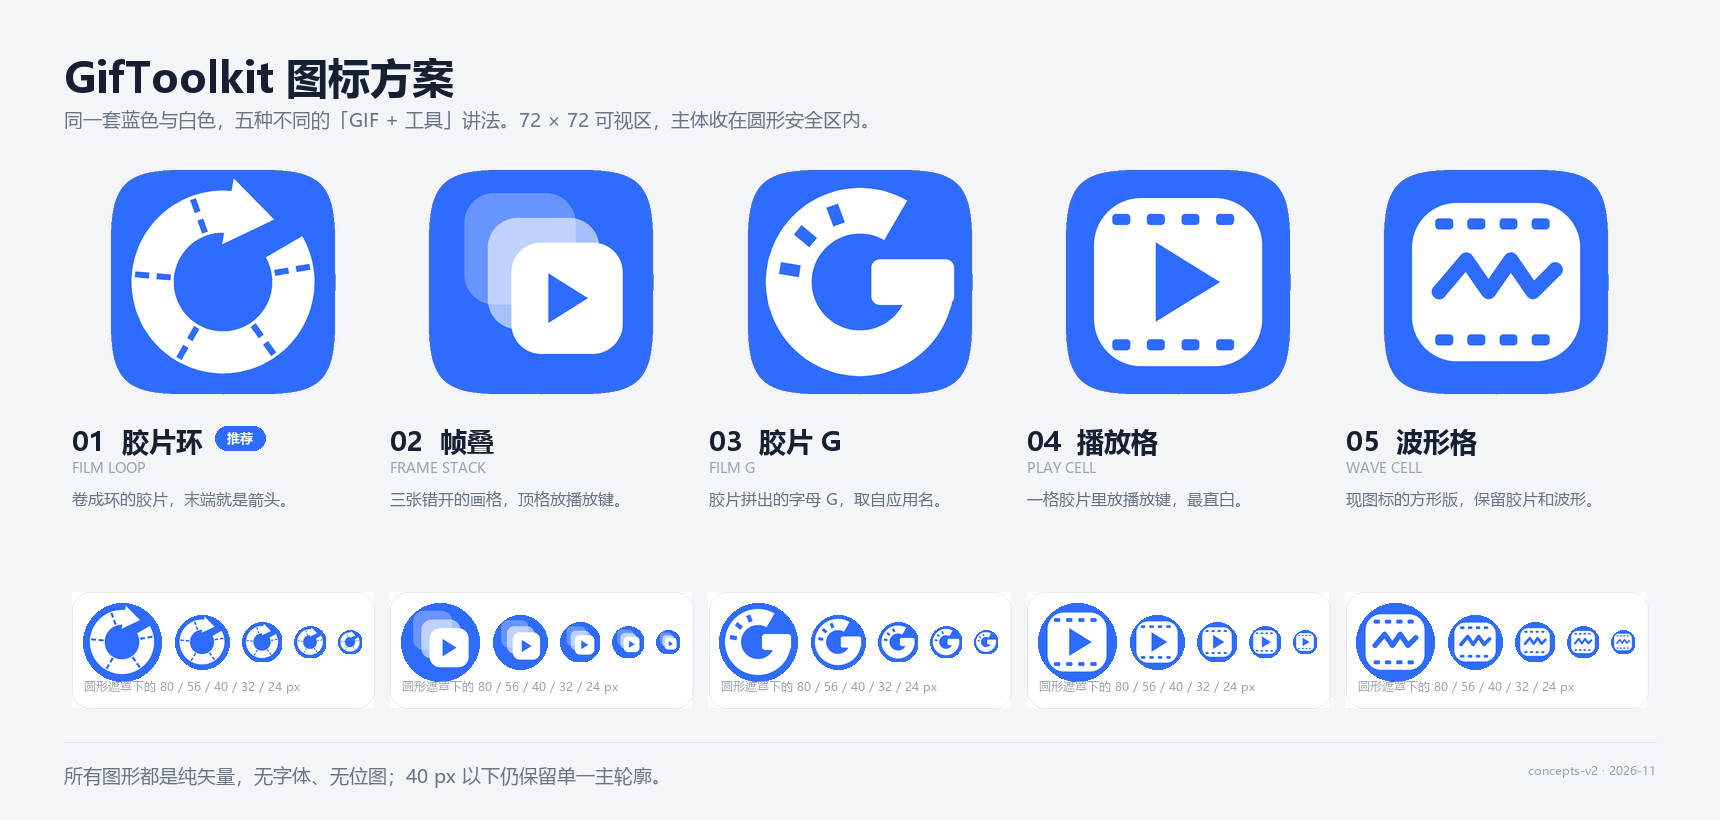 GifToolkit 图标方案
同一套蓝色与白色，五种不同的「GIF + 工具」讲法。72 × 72 可视区，主体收在圆形安全区内。
01 胶片环 推荐
FILM LOOP
卷成环的胶片，末端就是箭头。
02 帧叠
FRAME STACK
三张错开的画格，顶格放播放键。
03 胶片 G
FILM G
胶片拼出的字母 G，取自应用名。
04 播放格
PLAY CELL
一格胶片里放播放键，最直白。
05 波形格
WAVE CELL
现图标的方形版，保留胶片和波形。
圆形遮罩下的 80 / 56 / 40 / 32 / 24 px
圆形遮罩下的 80 / 56 / 40 / 32 / 24 px
圆形遮罩下的 80 / 56 / 40 / 32 / 24 px
圆形遮罩下的 80 / 56 / 40 / 32 / 24 px
圆形遮罩下的 80 / 56 / 40 / 32 / 24 px
所有图形都是纯矢量，无字体、无位图；40 px 以下仍保留单一主轮廓。
concepts-v2 · 2026-11